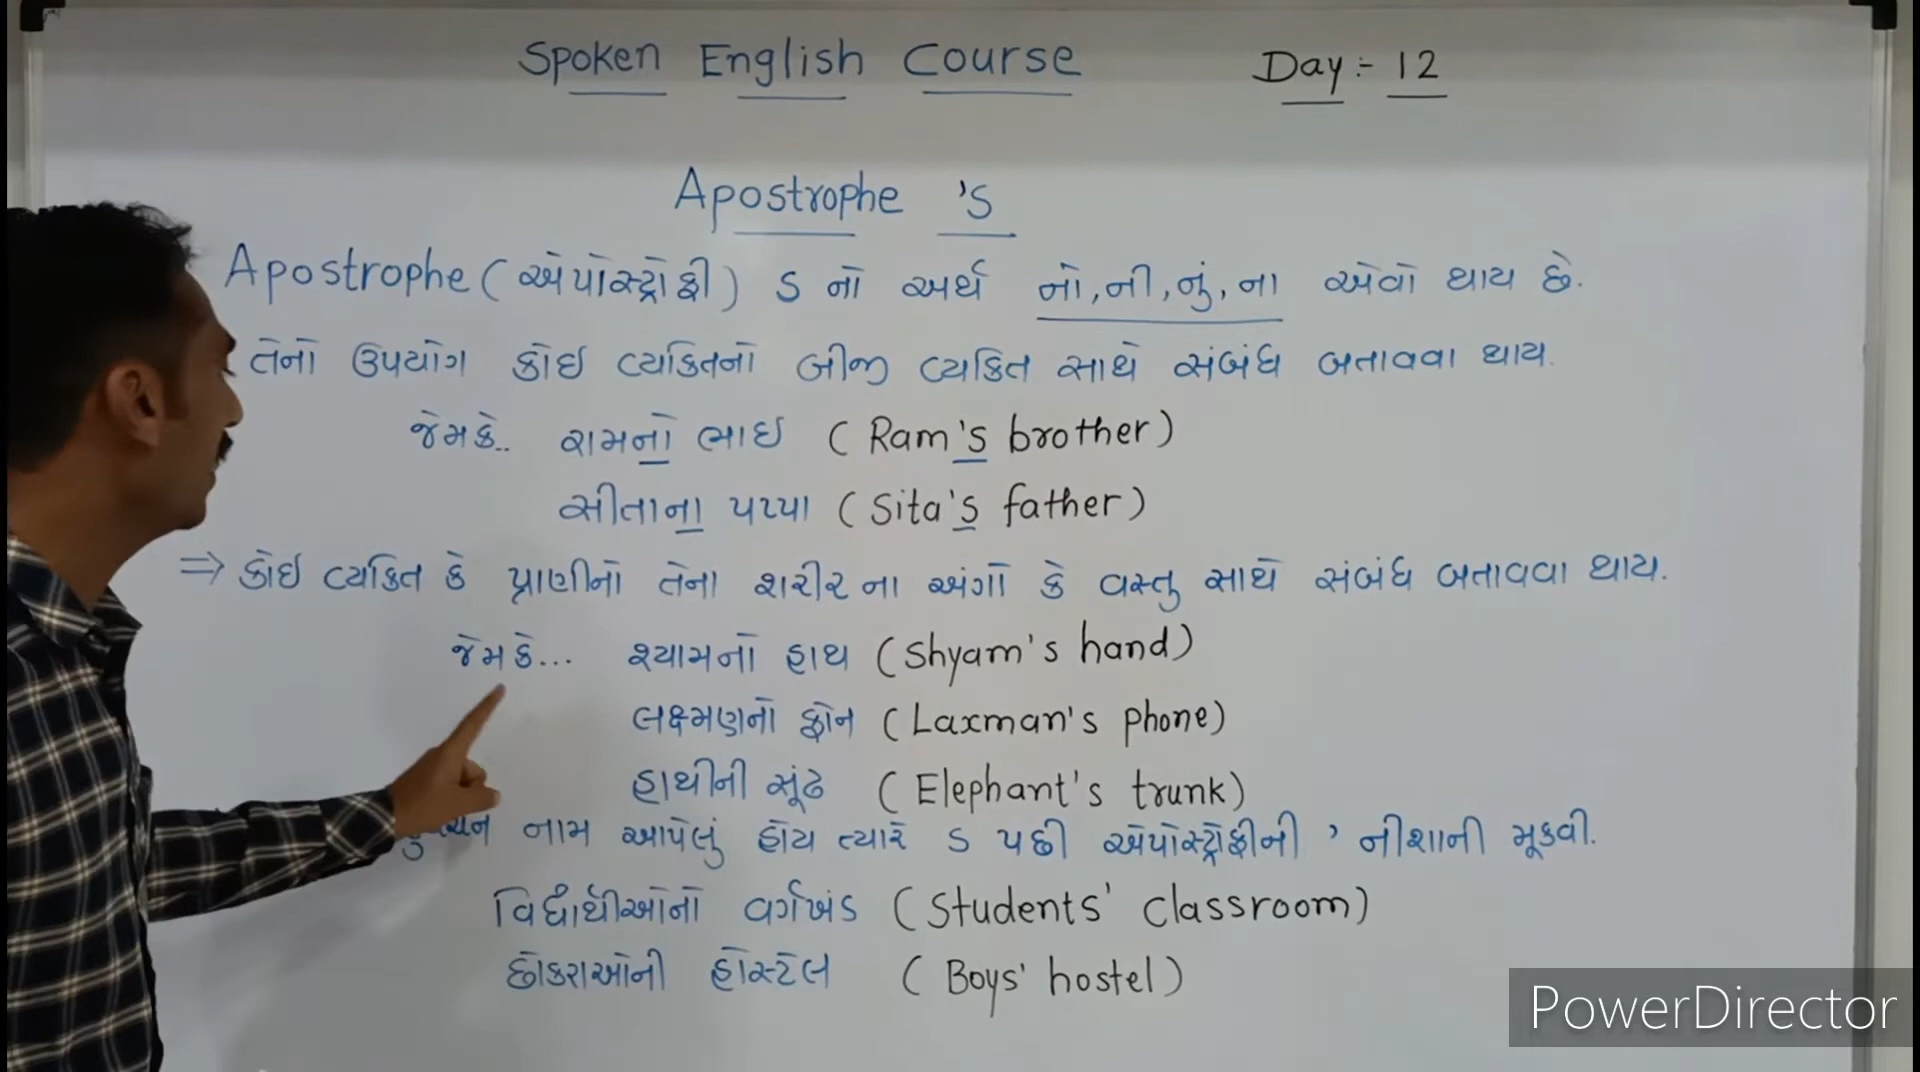 Spoken English Course Day :- 12
Apostrophe 's
Apostrophe (એપોસ્ટ્રોફી) s નો અર્થ નો, ની, નું, ના એવો થાય છે.
તેનો ઉપયોગ કોઈ વ્યકિતનો બીજી વ્યકિત સાથે સંબંધ બતાવવા થાય.
જેમકે.. રામનો ભાઈ (Ram's brother)
સીતાના પપ્પા (Sita's father)
⇒ કોઈ વ્યકિત કે પ્રાણીનો તેના શરીરના અંગો કે વસ્તુ સાથે સંબંધ બતાવવા થાય.
જેમકે... શ્યામનો હાથ (Shyam's hand)
લક્ષ્મણનો ફોન (Laxman's phone)
હાથીની સૂંઢ (Elephant's trunk)
નામ આપેલું હોય ત્યારે s પછી એપોસ્ટ્રોફીની ' નીશાની મૂકવી.
વિદ્યાર્થીઓનો વર્ગખંડ (Students' classroom)
છોકરાઓની હોસ્ટેલ (Boys' hostel)
PowerDirector